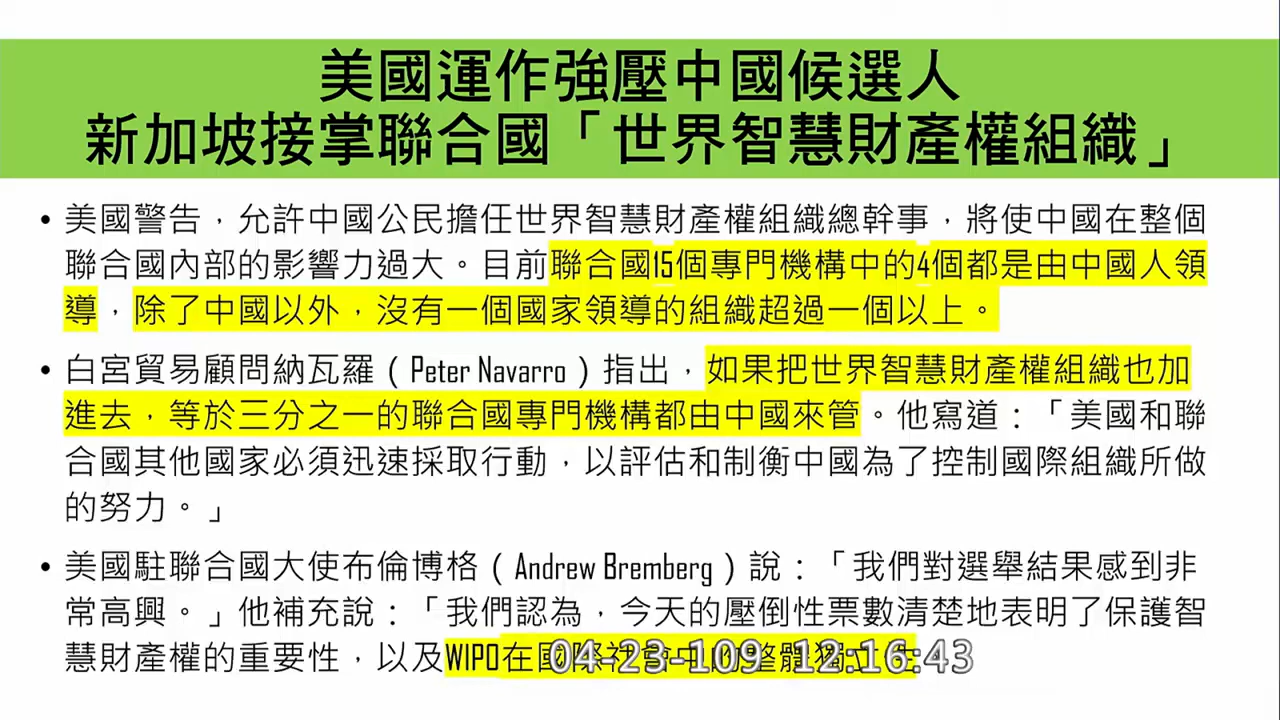 美國運作強壓中國候選人
新加坡接掌聯合國「世界智慧財產權組織」
• 美國警告，允許中國公民擔任世界智慧財產權組織總幹事，將使中國在整個
聯合國內部的影響力過大。目前聯合國15個專門機構中的4個都是由中國人領
導，除了中國以外，沒有一個國家領導的組織超過一個以上。
• 白宮貿易顧問納瓦羅（Peter Navarro）指出，如果把世界智慧財產權組織也加
進去，等於三分之一的聯合國專門機構都由中國來管。他寫道：「美國和聯
合國其他國家必須迅速採取行動，以評估和制衡中國為了控制國際組織所做
的努力。」
• 美國駐聯合國大使布倫博格（Andrew Bremberg）說：「我們對選舉結果感到非
常高興。」他補充說：「我們認為，今天的壓倒性票數清楚地表明了保護智
慧財產權的重要性，以及WIPO在國
04-23-109 12:16:43